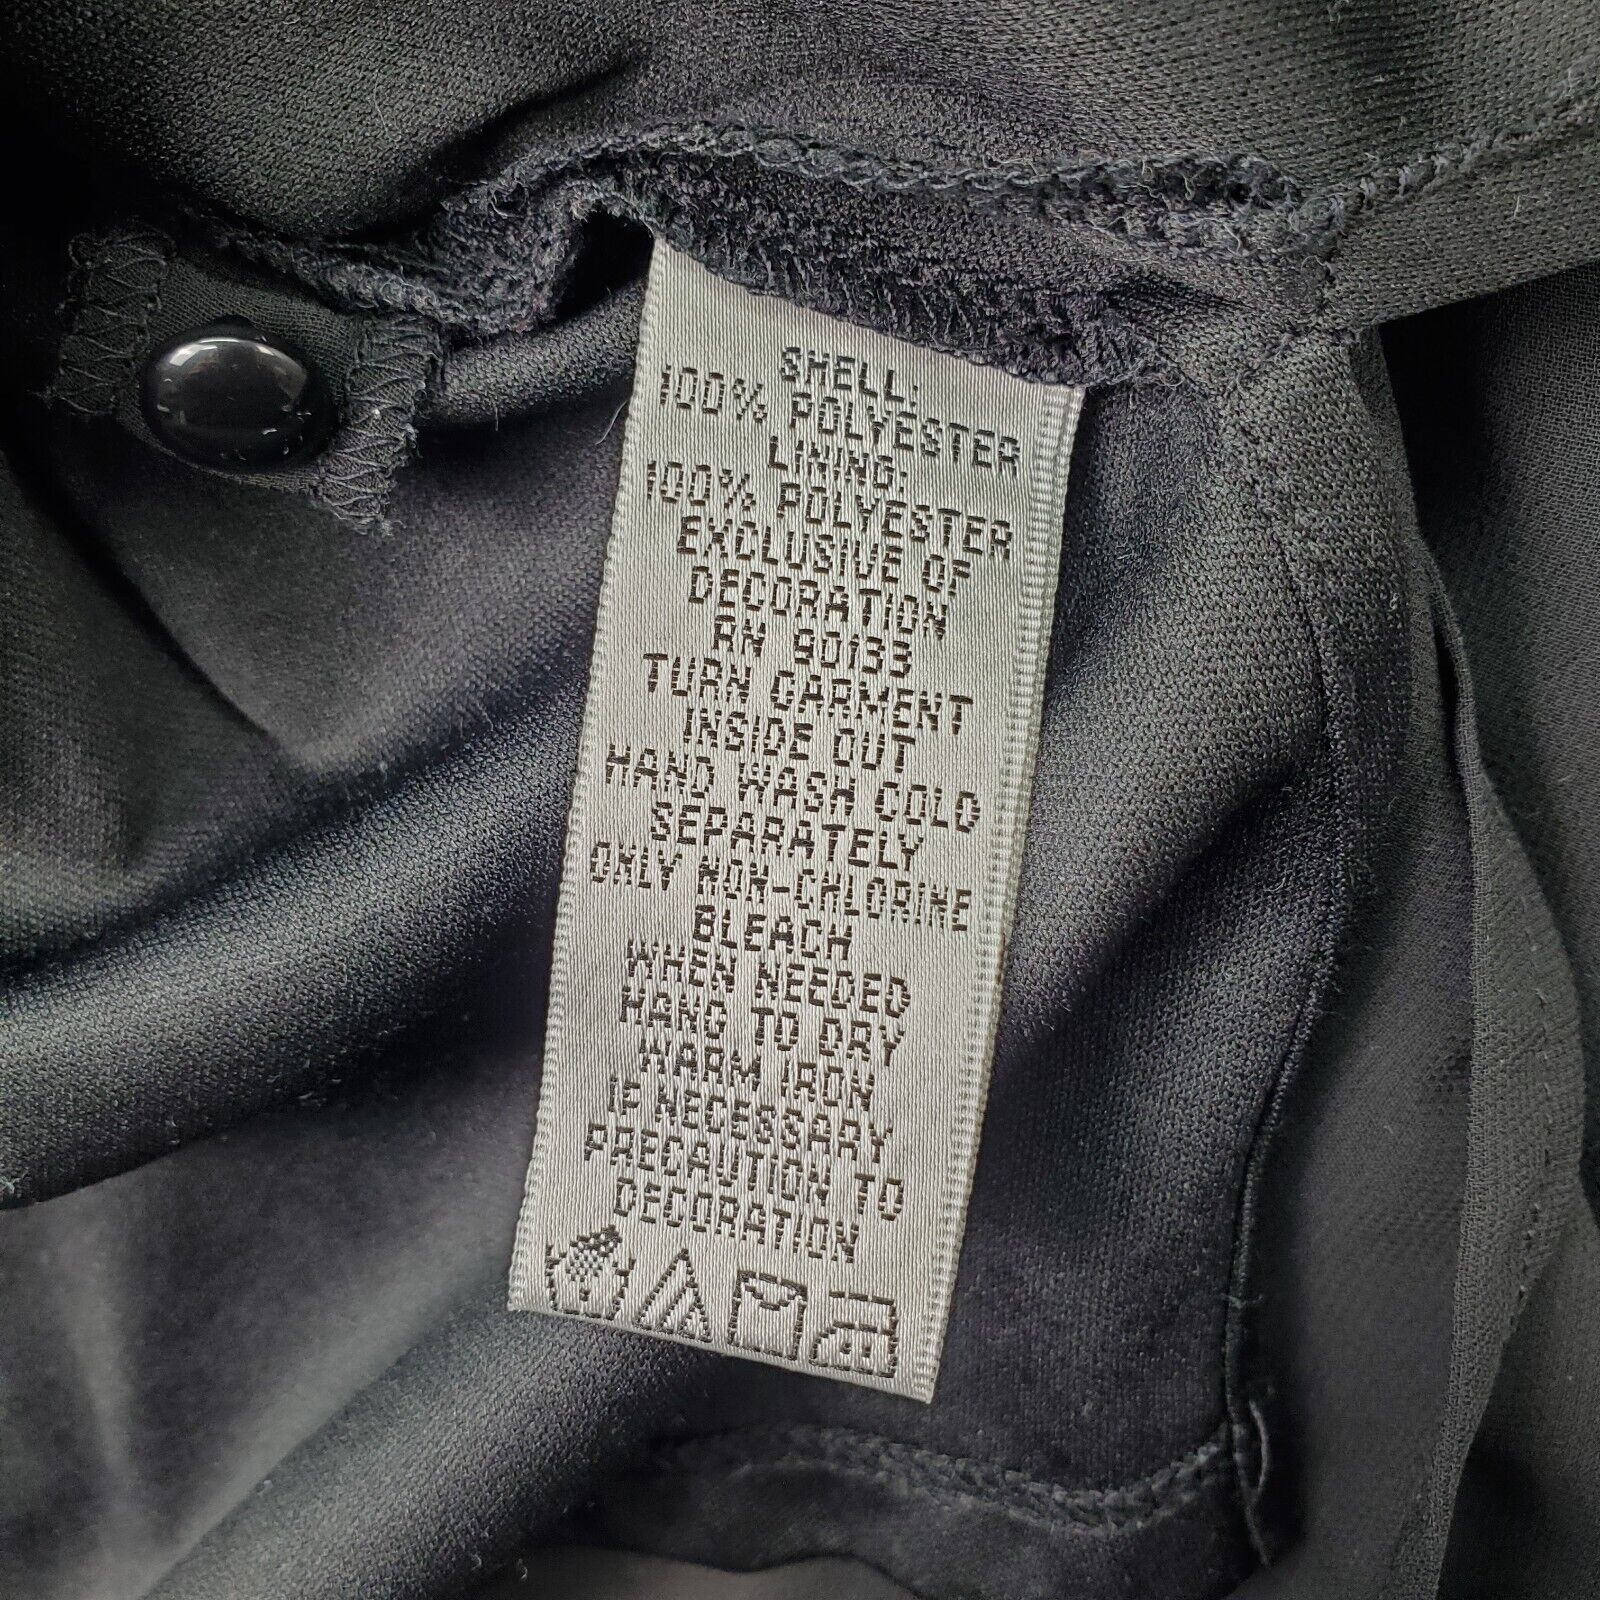 SHELL:
100% POLYESTER
LINING:
100% POLYESTER
EXCLUSIVE OF
DECORATION
RN 90133
TURN GARMENT
INSIDE OUT
HAND WASH COLD
SEPARATELY
ONLY NON-CHLORINE
BLEACH
WHEN NEEDED
HANG TO DRY
WARM IRON
IF NECESSARY
PRECAUTION TO
DECORATION